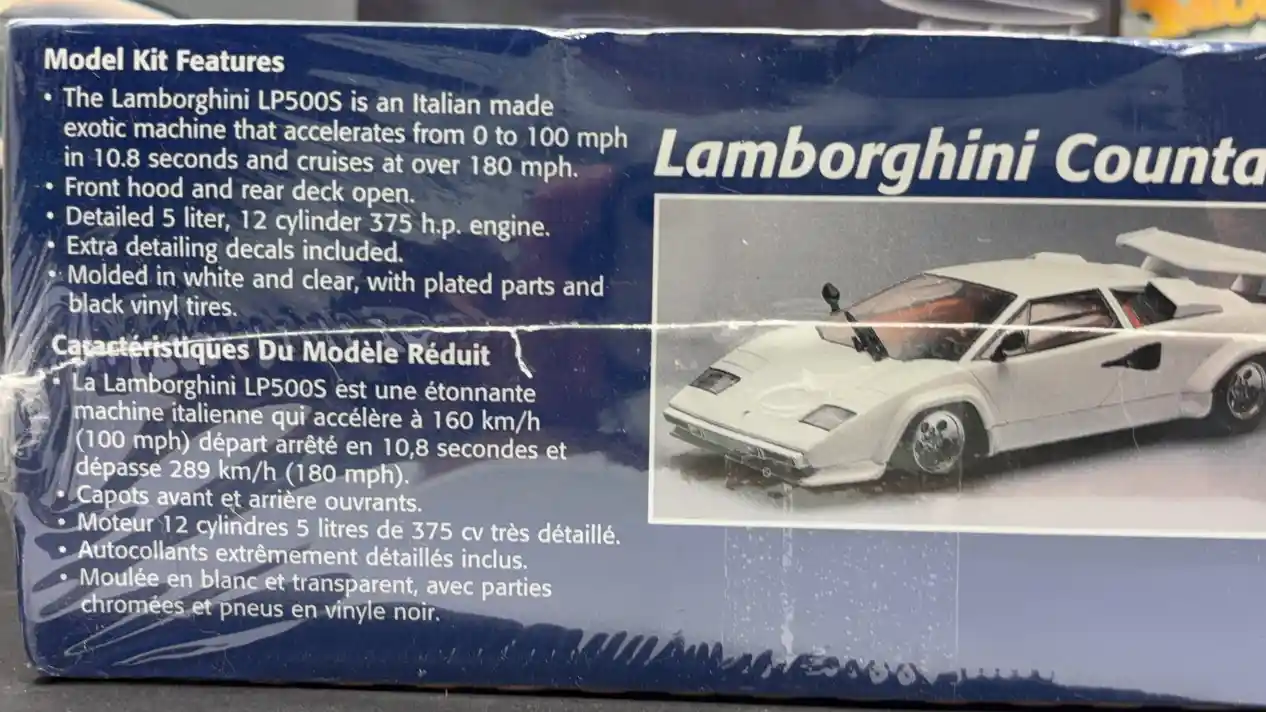 Model Kit Features
• The Lamborghini LP500S is an Italian made
exotic machine that accelerates from 0 to 100 mph
in 10.8 seconds and cruises at over 180 mph.
• Front hood and rear deck open.
• Detailed 5 liter, 12 cylinder 375 h.p. engine.
• Extra detailing decals included.
• Molded in white and clear, with plated parts and
black vinyl tires.
Caractéristiques Du Modèle Réduit
• La Lamborghini LP500S est une étonnante
machine italienne qui accélère à 160 km/h
(100 mph) départ arrêté en 10,8 secondes et
dépasse 289 km/h (180 mph).
• Capots avant et arrière ouvrants.
• Moteur 12 cylindres 5 litres de 375 cv très détaillé.
• Autocollants extrêmement détaillés inclus.
• Moulée en blanc et transparent, avec parties
chromées et pneus en vinyle noir.
Lamborghini Counta